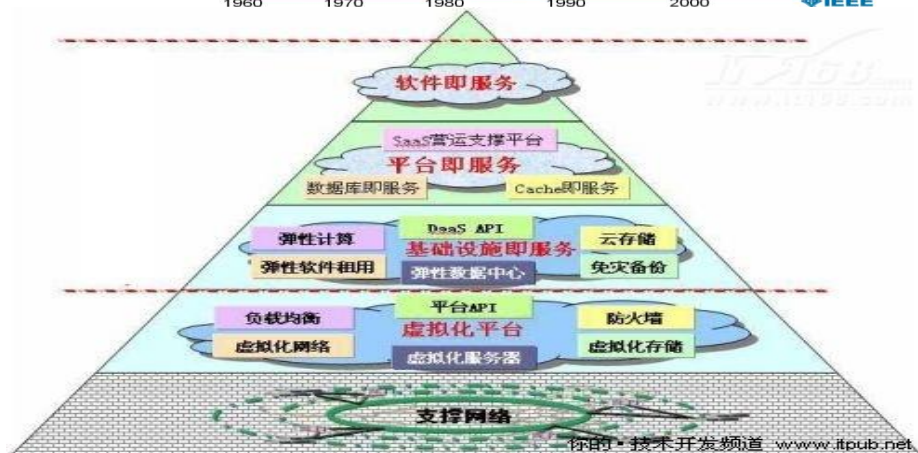 1960 1970 1980 1990 2000 IEEE
软件即服务
SaaS营运支撑平台
平台即服务
数据库即服务 Cache即服务
DaaS API
弹性计算 云存储
基础设施即服务
弹性软件租用 弹性数据中心 免灾备份
平台API
负载均衡 防火墙
虚拟化平台
虚拟化网络 虚拟化服务器 虚拟化存储
支撑网络
你的·技术开发频道 www.itpub.net